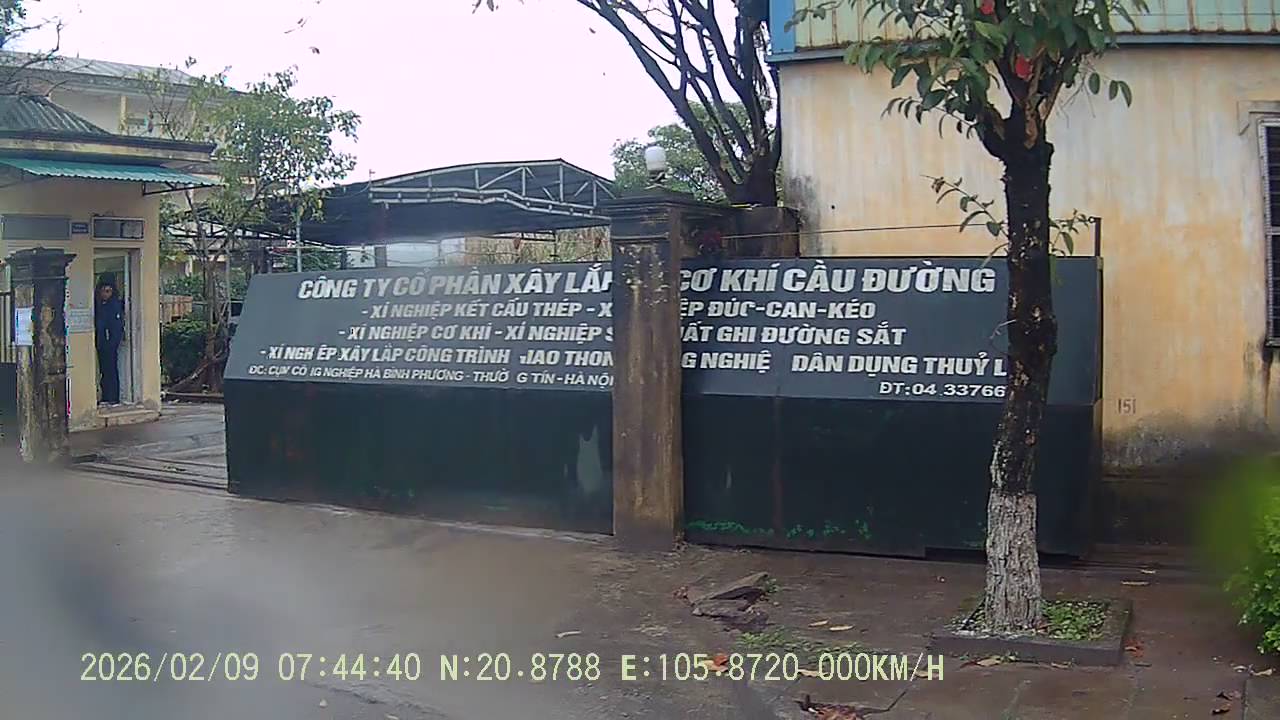 CÔNG TY CỔ PHẦN XÂY LẮP CƠ KHÍ CẦU ĐƯỜNG
- XÍ NGHIỆP KẾT CẤU THÉP - X ỆP ĐÚC-CAN-KÉO
- XÍ NGHIỆP CƠ KHÍ - XÍ NGHIỆP S ẤT GHI ĐƯỜNG SẮT
- XÍ NGH ỆP XÂY LẮP CÔNG TRÌNH IAO THÔN G NGHIỆ DÂN DỤNG THUỶ L
ĐC: CỤM CÔ IG NGHIỆP HÀ BÌNH PHƯƠNG - THƯỜ G TÍN - HÀ NỘI
ĐT:04.33766
151
2026/02/09 07:44:40 N:20.8788 E:105.8720 000KM/H